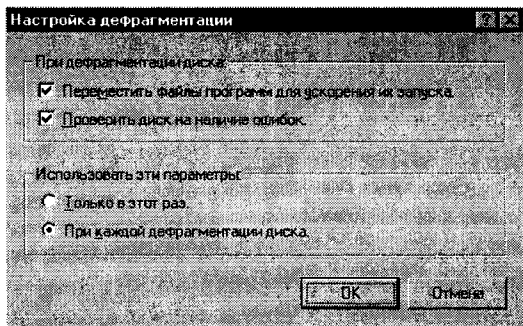 Настройка дефрагментации
При дефрагментации диска:
Переместить файлы программ для ускорения их запуска.
Проверить диск на наличие ошибок.
Использовать эти параметры:
Только в этот раз.
При каждой дефрагментации диска.
OK Отмена